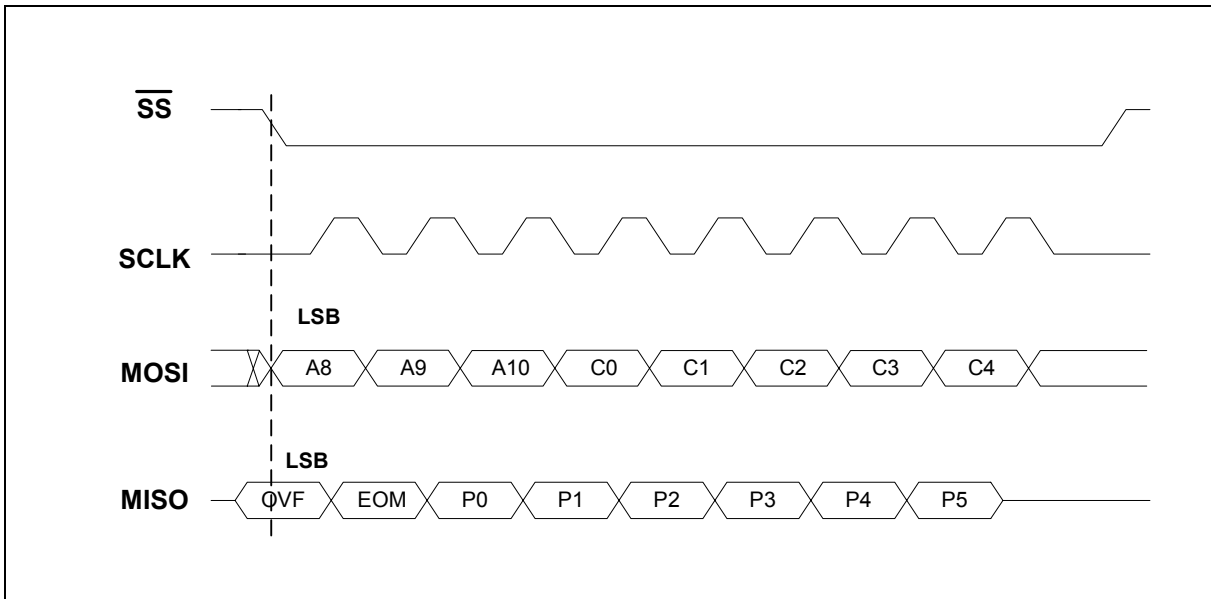 SS
SCLK
LSB
MOSI A8 A9 A10 C0 C1 C2 C3 C4
LSB
MISO OVF EOM P0 P1 P2 P3 P4 P5